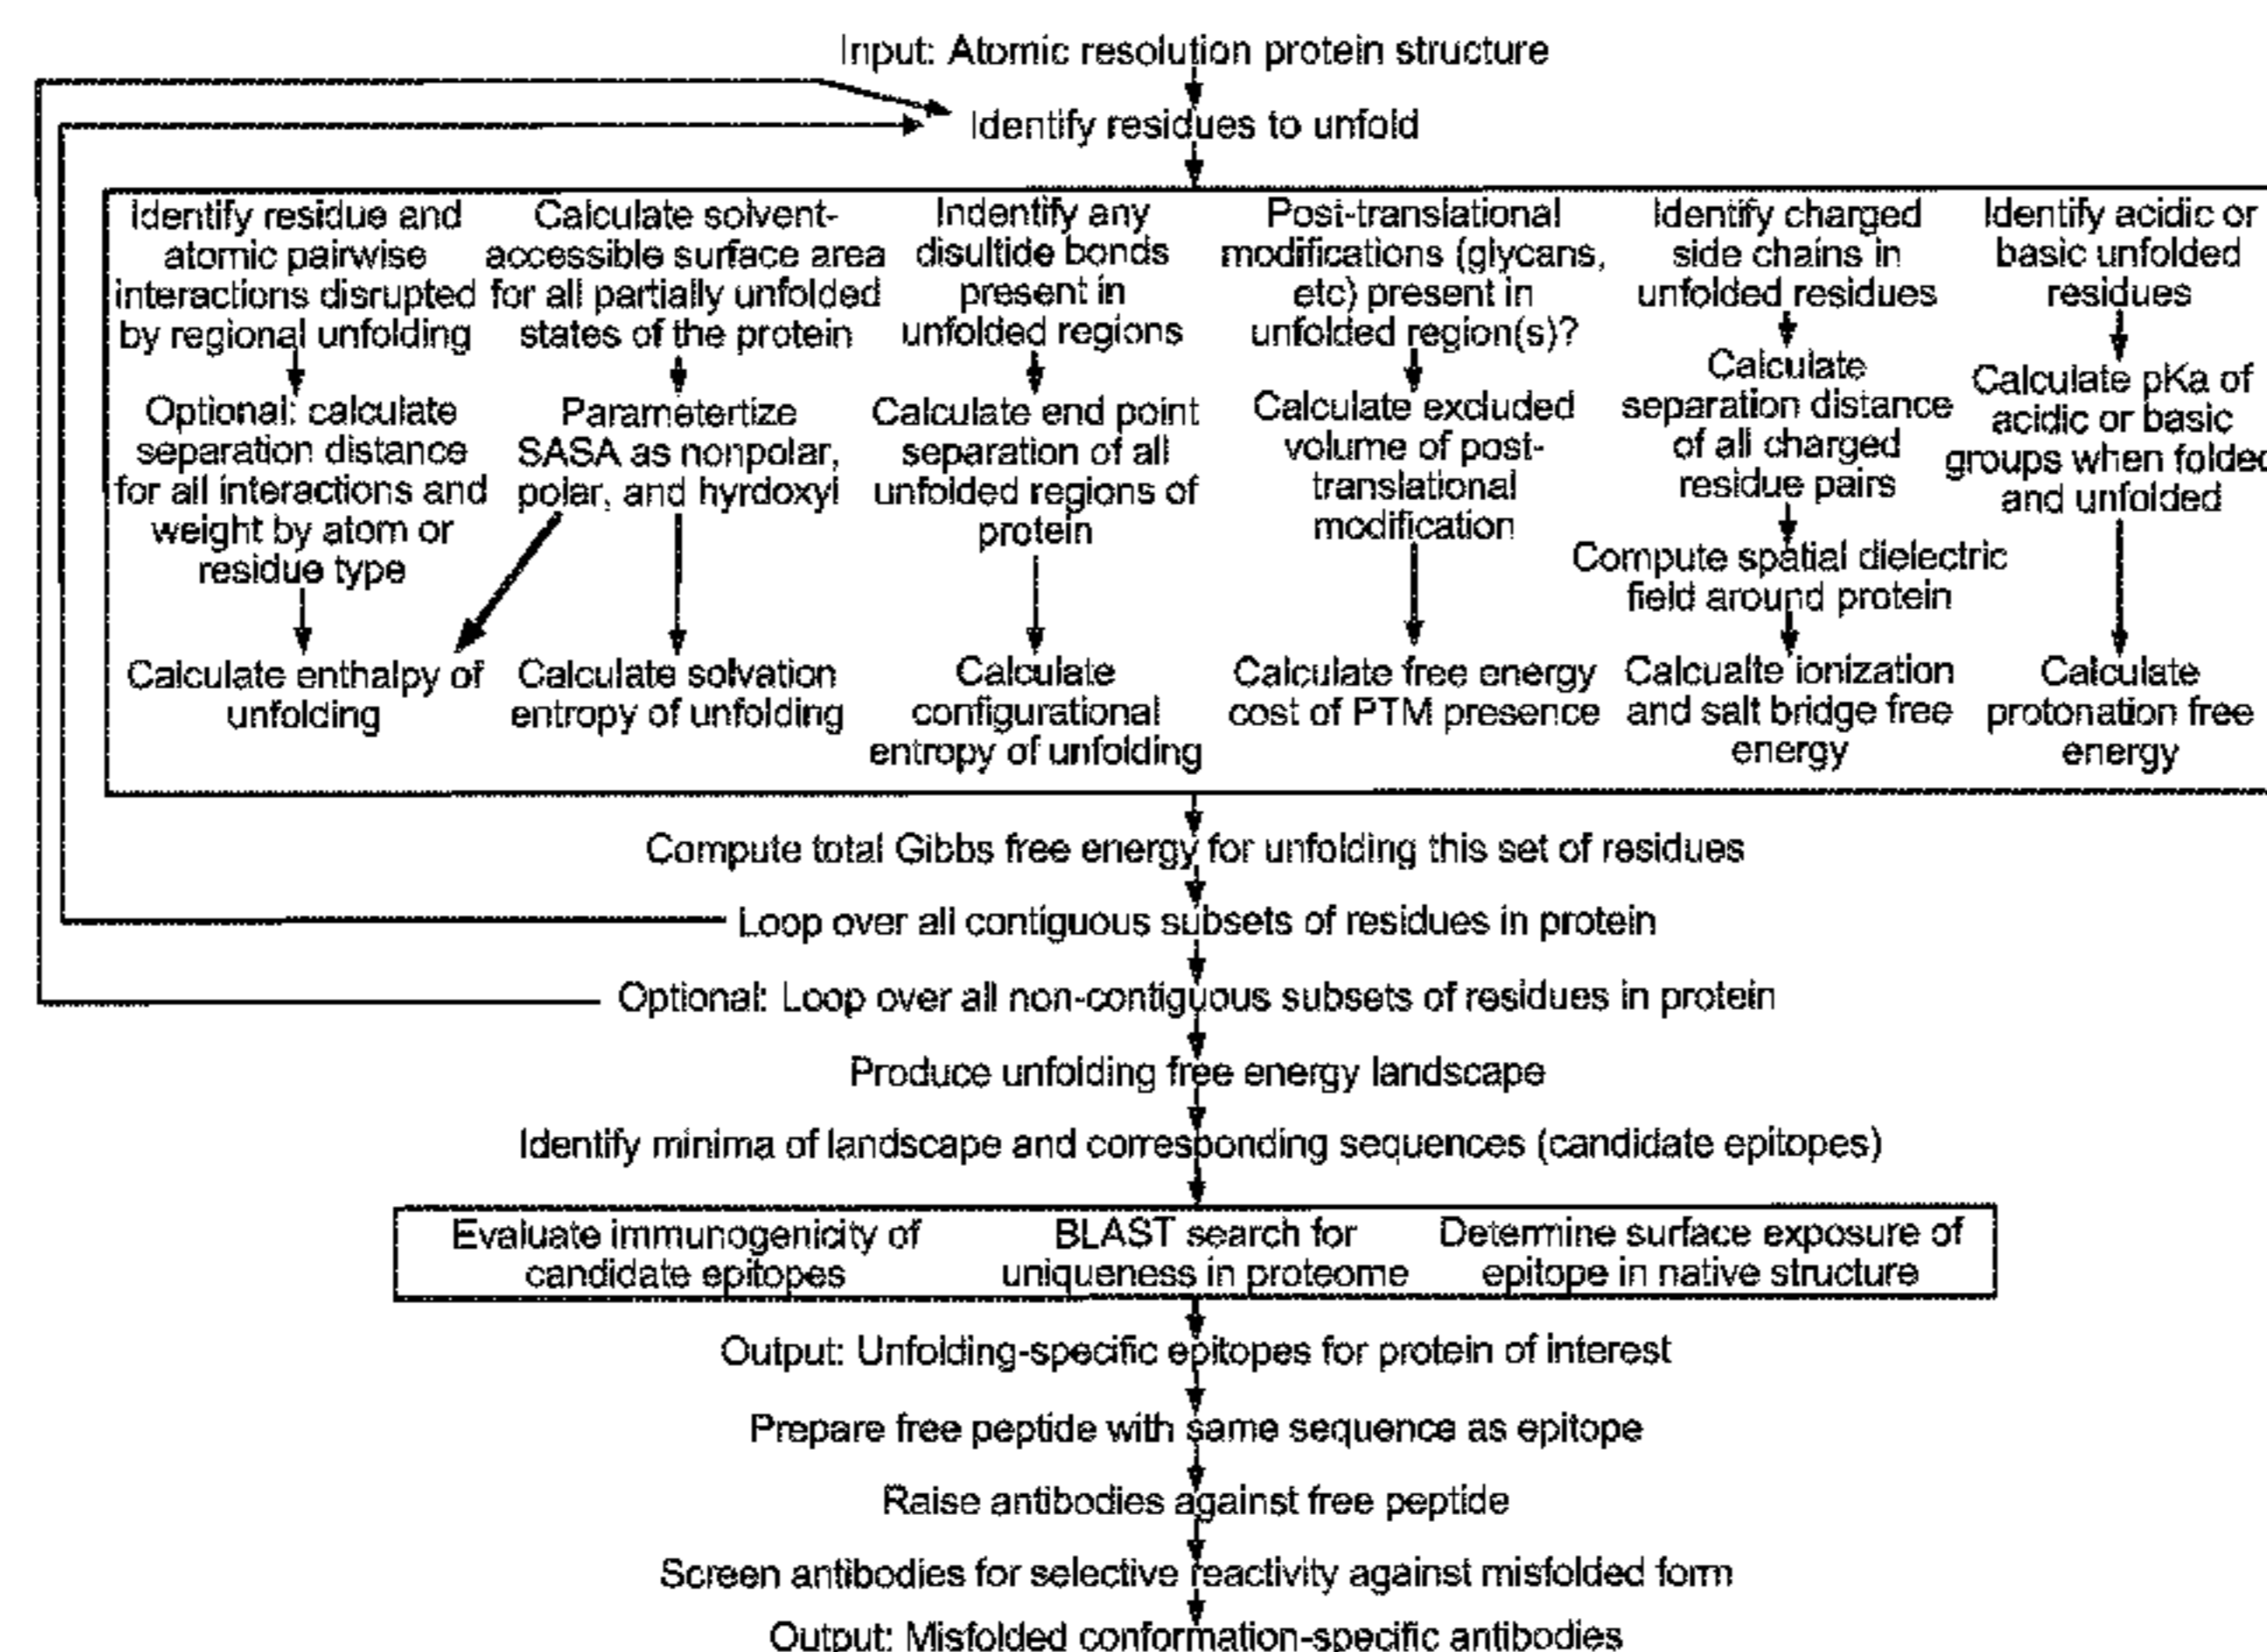 Input: Atomic resolution protein structure
Identify residues to unfold
Identify residue and
atomic pairwise
interactions disrupted
by regional unfolding
Optional: calculate
separation distance
for all interactions and
weight by atom or
residue type
Calculate enthalpy of
unfolding
Calculate solvent-
accessible surface area
for all partially unfolded
states of the protein
Parametertize
SASA as nonpolar,
polar, and hyrdoxyl
Calculate solvation
entropy of unfolding
Indentify any
disultide bonds
present in
unfolded regions
Calculate end point
separation of all
unfolded regions of
protein
Calculate
configurational
entropy of unfolding
Post-translational
modifications (glycans,
etc) present in
unfolded region(s)?
Calculate excluded
volume of post-
translational
modification
Calculate free energy
cost of PTM presence
Identify charged
side chains in
unfolded residues
Calculate
separation distance
of all charged
residue pairs
Compute spatial dielectric
field around protein
Calcualte ionization
and salt bridge free
energy
Identify acidic or
basic unfolded
residues
Calculate pKa of
acidic or basic
groups when folded
and unfolded
Calculate
protonation free
energy
Compute total Gibbs free energy for unfolding this set of residues
Loop over all contiguous subsets of residues in protein
Optional: Loop over all non-contiguous subsets of residues in protein
Produce unfolding free energy landscape
Identify minima of landscape and corresponding sequences (candidate epitopes)
Evaluate immunogenicity of
candidate epitopes
BLAST search for
uniqueness in proteome
Determine surface exposure of
epitope in native structure
Output: Unfolding-specific epitopes for protein of interest
Prepare free peptide with same sequence as epitope
Raise antibodies against free peptide
Screen antibodies for selective reactivity against misfolded form
Output: Misfolded conformation-specific antibodies